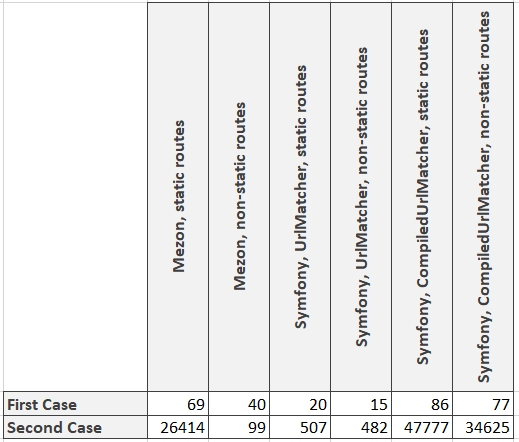 Mezon, static routes
Mezon, non-static routes
Symfony, UrlMatcher, static routes
Symfony, UrlMatcher, non-static routes
Symfony, CompiledUrlMatcher, static routes
Symfony, CompiledUrlMatcher, non-static routes
First Case 69 40 20 15 86 77
Second Case 26414 99 507 482 47777 34625